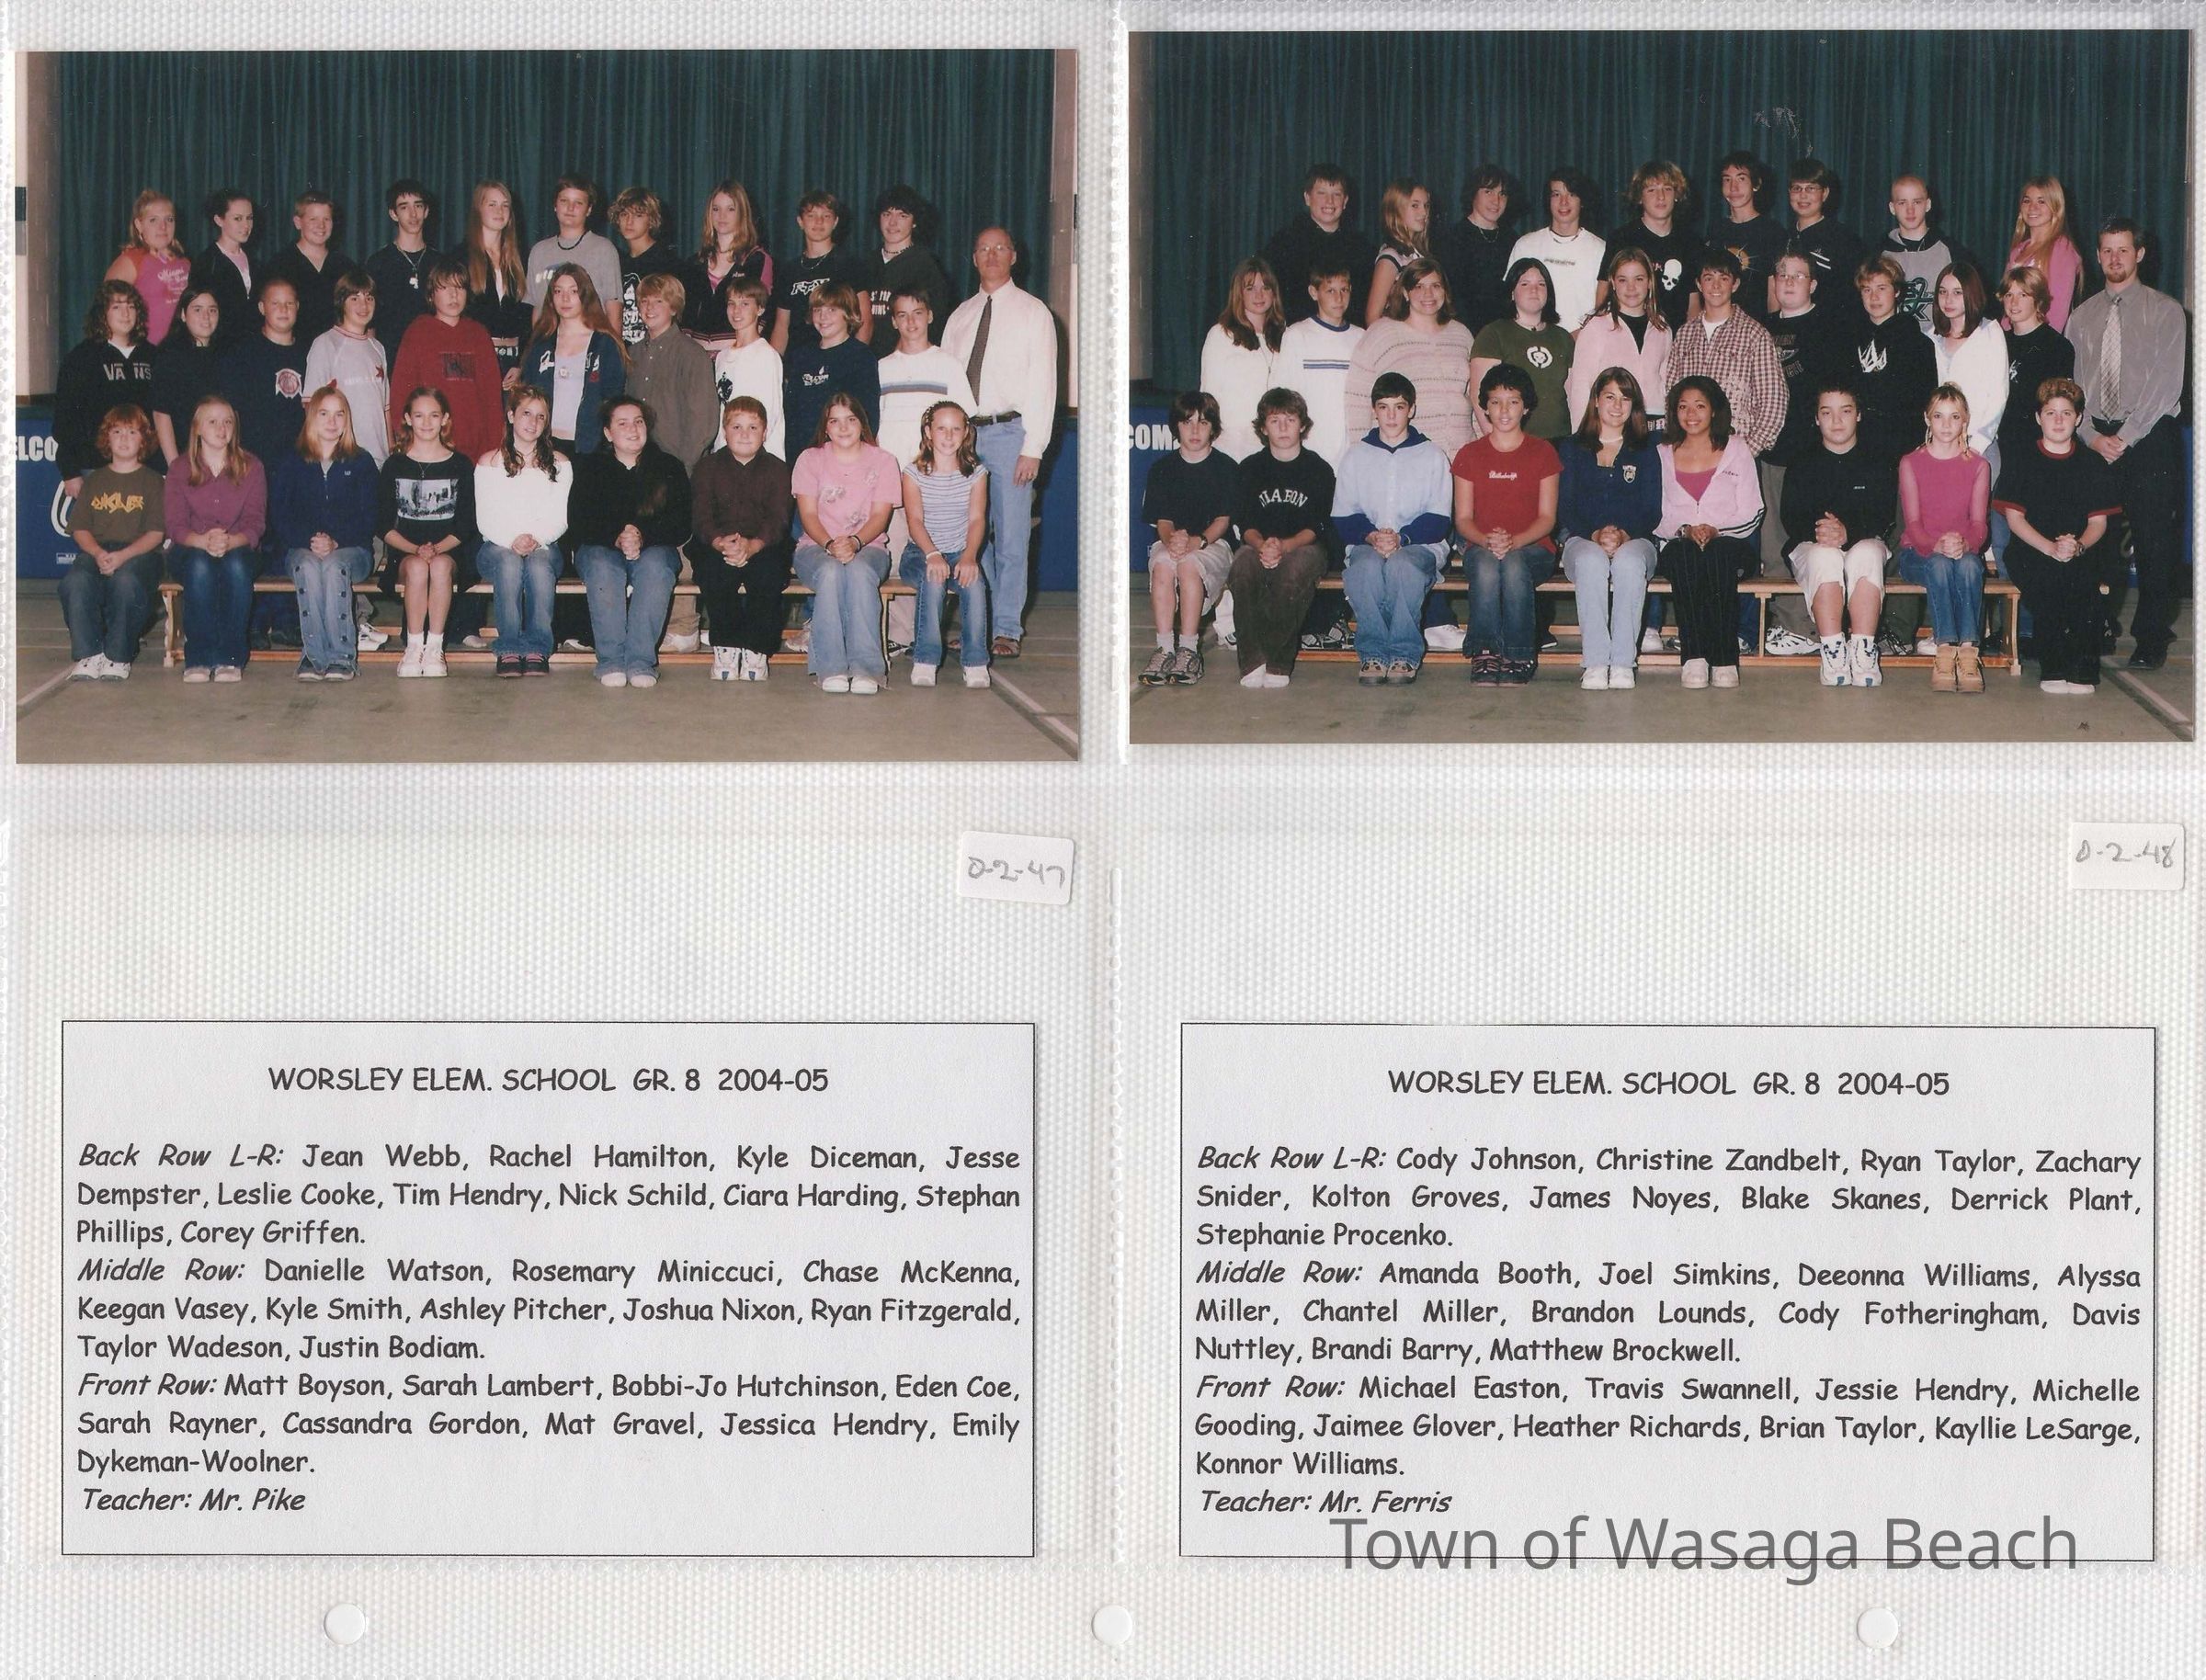 VANS
ELCO
COM
D-2-47
D-2-48
WORSLEY ELEM. SCHOOL GR. 8 2004-05
Back Row L-R: Jean Webb, Rachel Hamilton, Kyle Diceman, Jesse
Dempster, Leslie Cooke, Tim Hendry, Nick Schild, Ciara Harding, Stephan
Phillips, Corey Griffen.
Middle Row: Danielle Watson, Rosemary Miniccuci, Chase McKenna,
Keegan Vasey, Kyle Smith, Ashley Pitcher, Joshua Nixon, Ryan Fitzgerald,
Taylor Wadeson, Justin Bodiam.
Front Row: Matt Boyson, Sarah Lambert, Bobbi-Jo Hutchinson, Eden Coe,
Sarah Rayner, Cassandra Gordon, Mat Gravel, Jessica Hendry, Emily
Dykeman-Woolner.
Teacher: Mr. Pike
WORSLEY ELEM. SCHOOL GR. 8 2004-05
Back Row L-R: Cody Johnson, Christine Zandbelt, Ryan Taylor, Zachary
Snider, Kolton Groves, James Noyes, Blake Skanes, Derrick Plant,
Stephanie Procenko.
Middle Row: Amanda Booth, Joel Simkins, Deeonna Williams, Alyssa
Miller, Chantel Miller, Brandon Lounds, Cody Fotheringham, Davis
Nuttley, Brandi Barry, Matthew Brockwell.
Front Row: Michael Easton, Travis Swannell, Jessie Hendry, Michelle
Gooding, Jaimee Glover, Heather Richards, Brian Taylor, Kayllie LeSarge,
Konnor Williams.
Teacher: Mr. Ferris
Town of Wasaga Beach